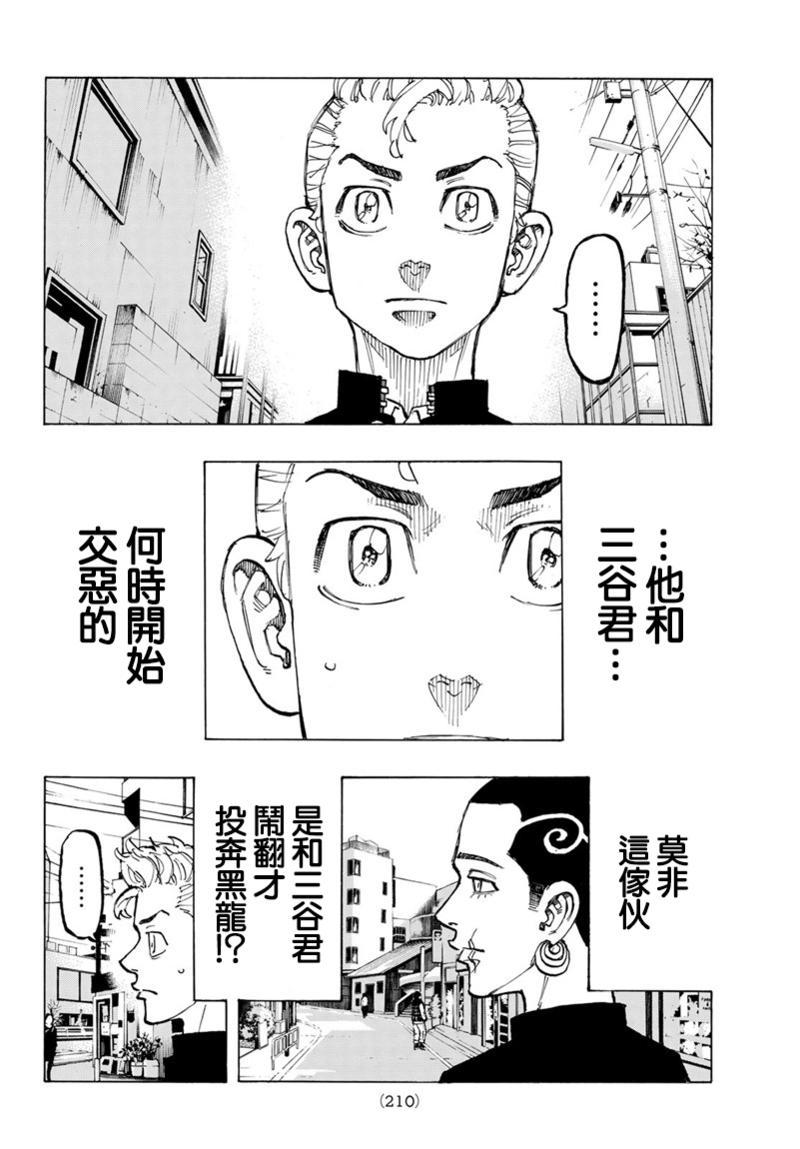 ……
…他和
三谷君…
何時開始
交惡的
莫非
這傢伙
是和三谷君
鬧翻才
投奔黑龍!?
……
(210)